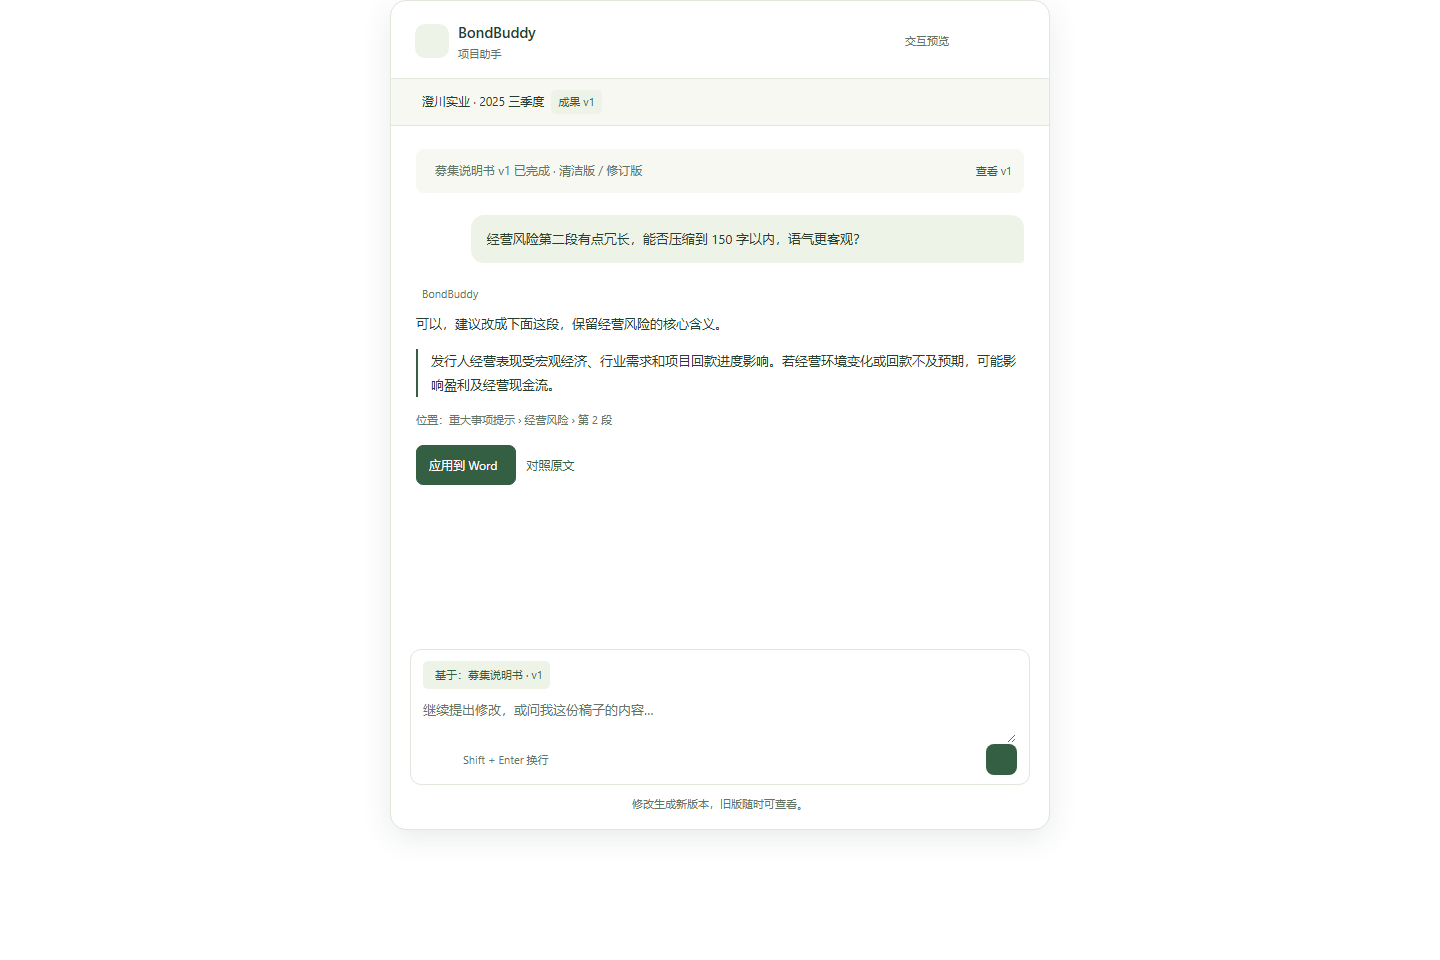 BondBuddy
项目助手
交互预览
澄川实业 · 2025 三季度 成果 v1
募集说明书 v1 已完成 · 清洁版 / 修订版
查看 v1
经营风险第二段有点冗长，能否压缩到 150 字以内，语气更客观？
BondBuddy
可以，建议改成下面这段，保留经营风险的核心含义。
发行人经营表现受宏观经济、行业需求和项目回款进度影响。若经营环境变化或回款不及预期，可能影
响盈利及经营现金流。
位置：重大事项提示 › 经营风险 › 第 2 段
应用到 Word 对照原文
基于：募集说明书 · v1
继续提出修改，或问我这份稿子的内容...
Shift + Enter 换行
修改生成新版本，旧版随时可查看。